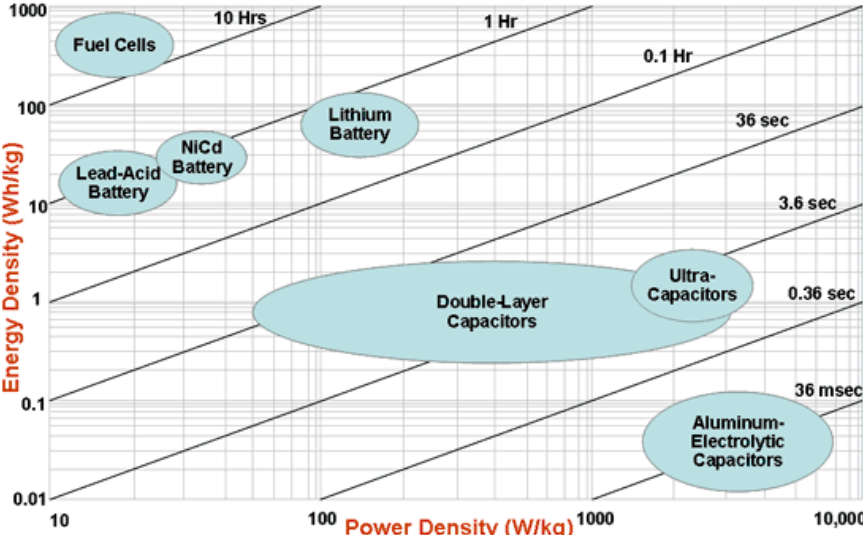 1000
10 Hrs
1 Hr
Fuel Cells
0.1 Hr
100
Lithium
Battery
36 sec
NiCd
Battery
Lead-Acid
Battery
10
3.6 sec
Ultra-
Capacitors
1
Double-Layer
Capacitors
0.36 sec
0.1
36 msec
Aluminum-
Electrolytic
Capacitors
0.01
10
100
1000
10,000
Energy Density (Wh/kg)
Power Density (W/kg)